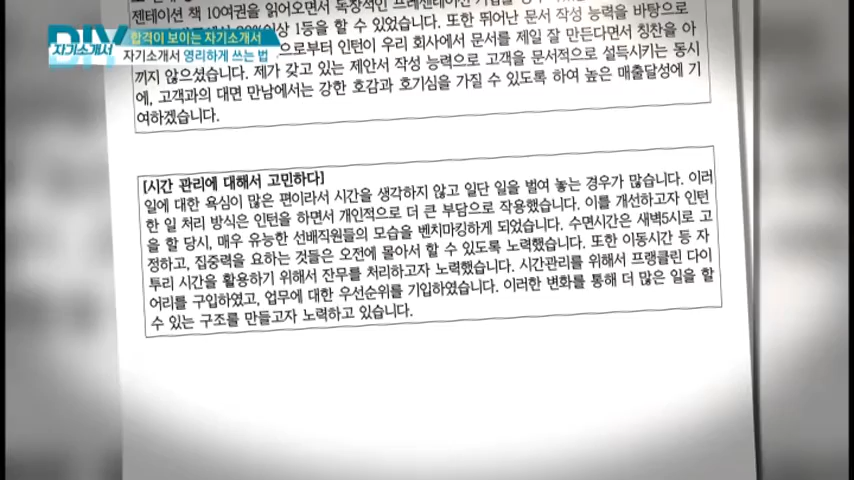 DIY
자기소개서
합격이 보이는 자기소개서
자기소개서 영리하게 쓰는 법
젠테이션 책 10여권을 읽어오면서 독창적인 프레젠테이션
이상 1등을 할 수 있었습니다. 또한 뛰어난 문서 작성 능력을 바탕으로
으로부터 인턴이 우리 회사에서 문서를 제일 잘 만든다면서 칭찬을 아
끼지 않으셨습니다. 제가 갖고 있는 제안서 작성 능력으로 고객을 문서적으로 설득시키는 동시
에, 고객과의 대면 만남에서는 강한 호감과 호기심을 가질 수 있도록 하여 높은 매출달성에 기
여하겠습니다.
[시간 관리에 대해서 고민하다]
일에 대한 욕심이 많은 편이라서 시간을 생각하지 않고 일단 일을 벌여 놓는 경우가 많습니다. 이러
한 일 처리 방식은 인턴을 하면서 개인적으로 더 큰 부담으로 작용했습니다. 이를 개선하고자 인턴
을 할 당시, 매우 유능한 선배직원들의 모습을 벤치마킹하게 되었습니다. 수면시간은 새벽5시로 고
정하고, 집중력을 요하는 것들은 오전에 몰아서 할 수 있도록 노력했습니다. 또한 이동시간 등 자
투리 시간을 활용하기 위해서 잔무를 처리하고자 노력했습니다. 시간관리를 위해서 프랭클린 다이
어리를 구입하였고, 업무에 대한 우선순위를 기입하였습니다. 이러한 변화를 통해 더 많은 일을 할
수 있는 구조를 만들고자 노력하고 있습니다.